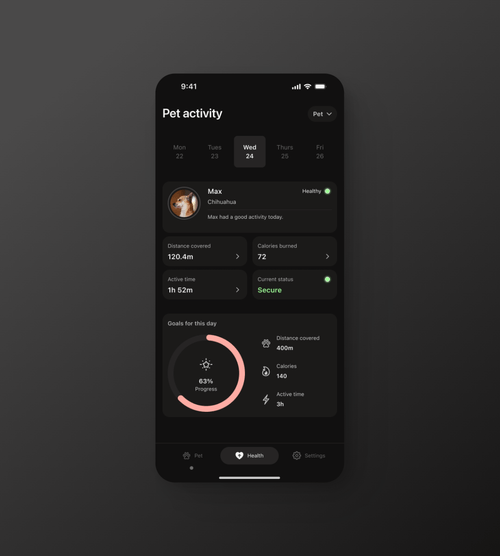 9:41
Pet activity
Pet
Mon Tues Wed Thurs Fri
22 23 24 25 26
Max
Healthy
Chihuahua
Max had a good activity today.
Distance covered
120.4m
Calories burned
72
Active time
1h 52m
Current status
Secure
Goals for this day
63%
Progress
Distance covered
400m
Calories
140
Active time
3h
Pet Health Settings